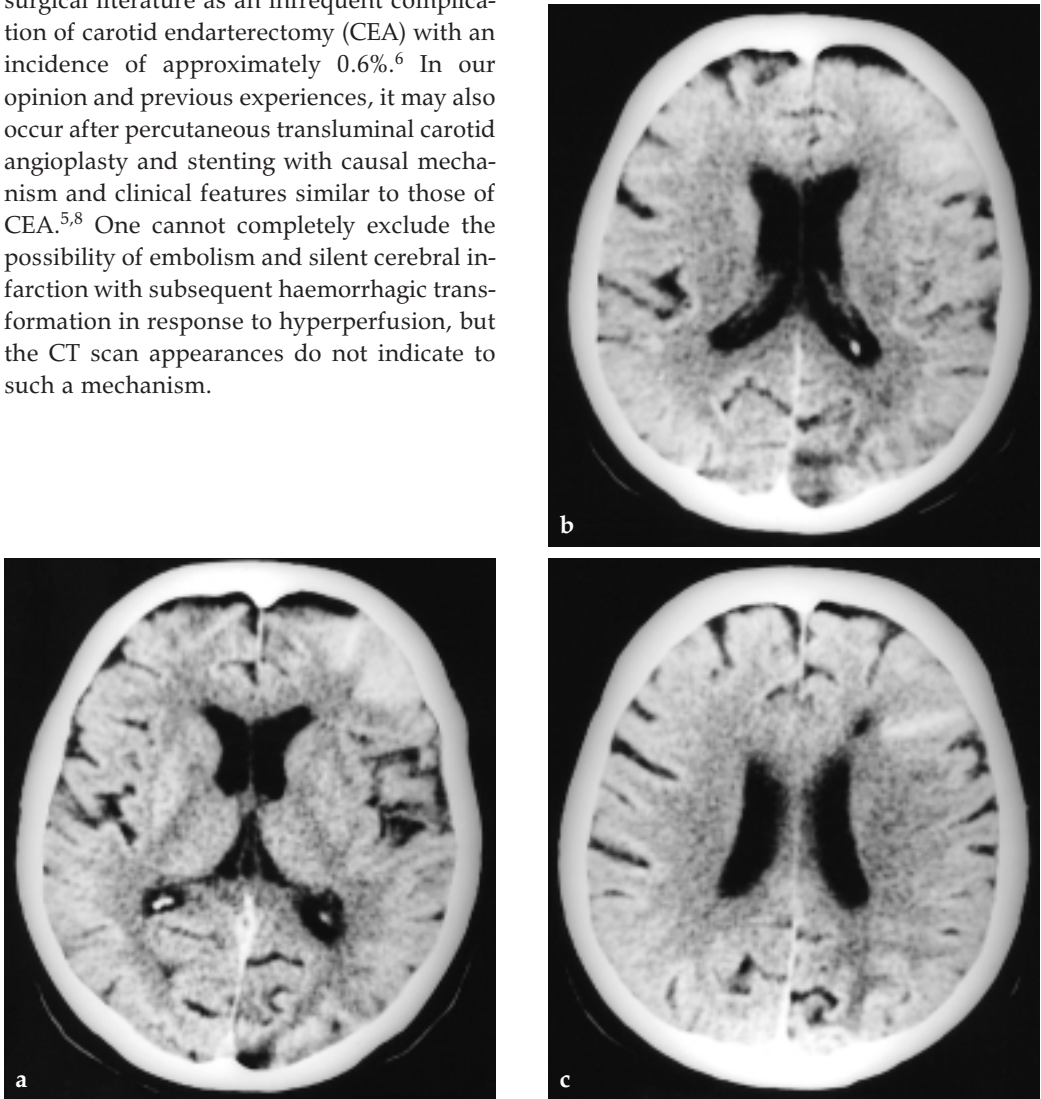 surgical literature as an infrequent complica-
tion of carotid endarterectomy (CEA) with an
incidence of approximately 0.6%.6 In our
opinion and previous experiences, it may also
occur after percutaneous transluminal carotid
angioplasty and stenting with causal mecha-
nism and clinical features similar to those of
CEA.5,8 One cannot completely exclude the
possibility of embolism and silent cerebral in-
farction with subsequent haemorrhagic trans-
formation in response to hyperperfusion, but
the CT scan appearances do not indicate to
such a mechanism.
b
a
c